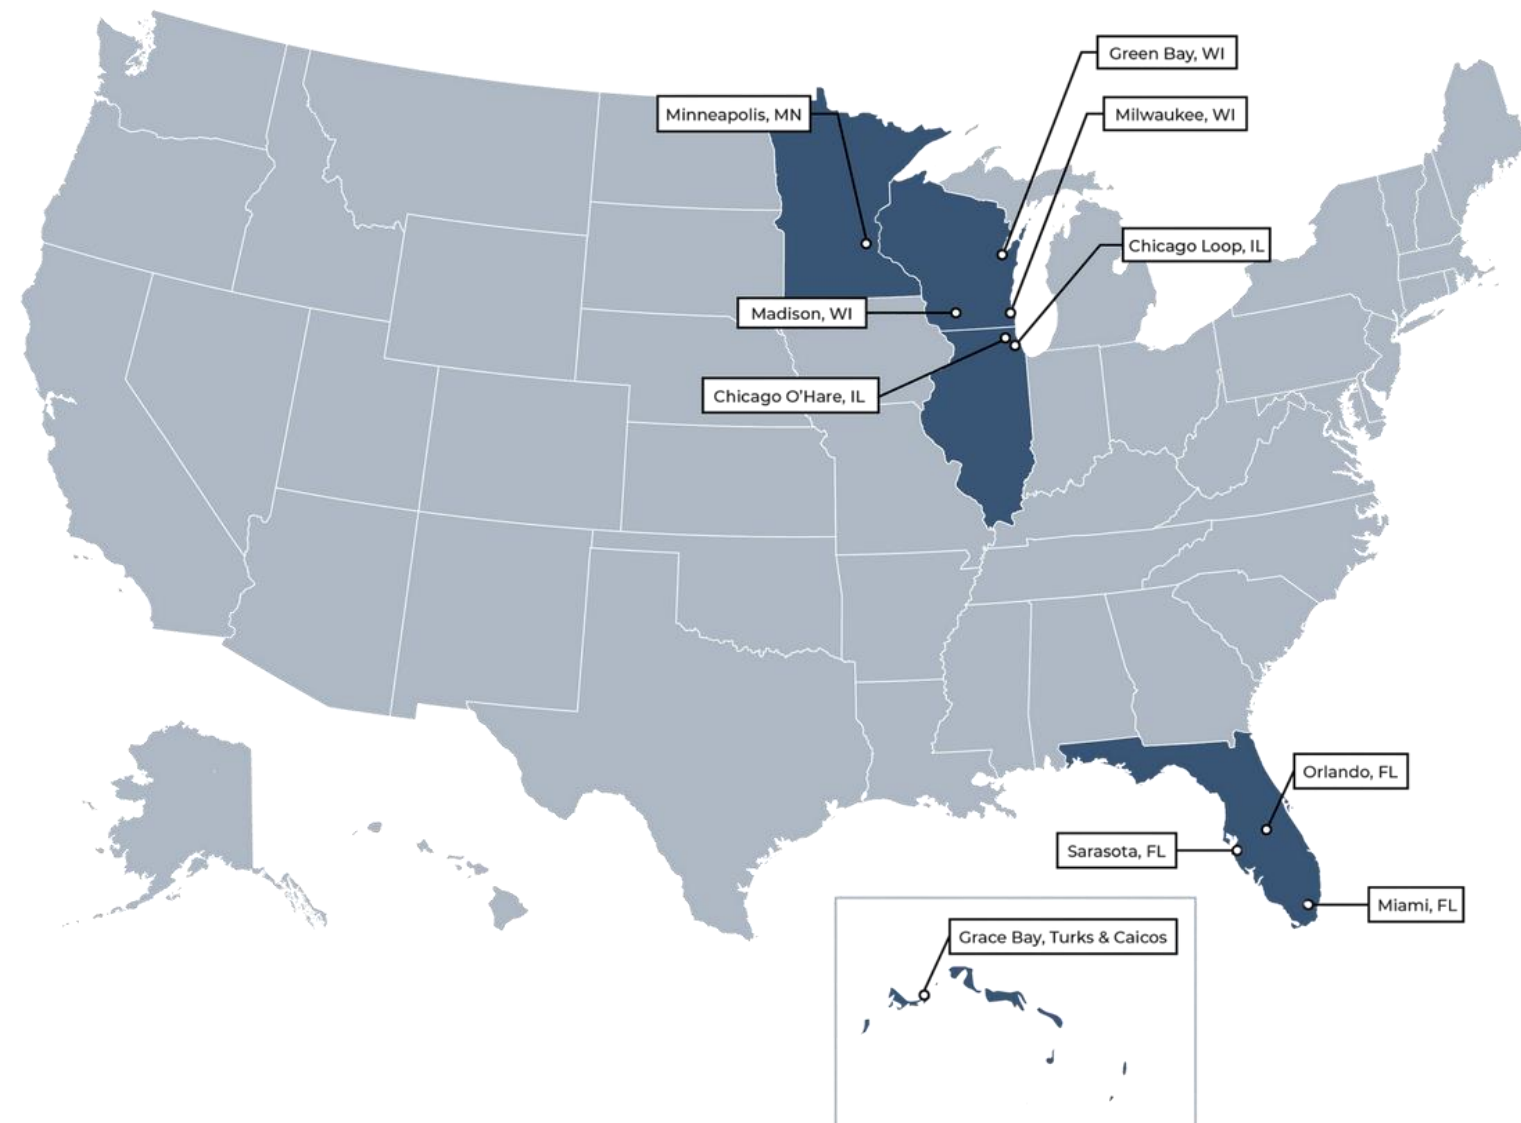 Green Bay, WI
Minneapolis, MN
Milwaukee, WI
Chicago Loop, IL
Madison, WI
Chicago O'Hare, IL
Orlando, FL
Sarasota, FL
Miami, FL
Grace Bay, Turks & Caicos